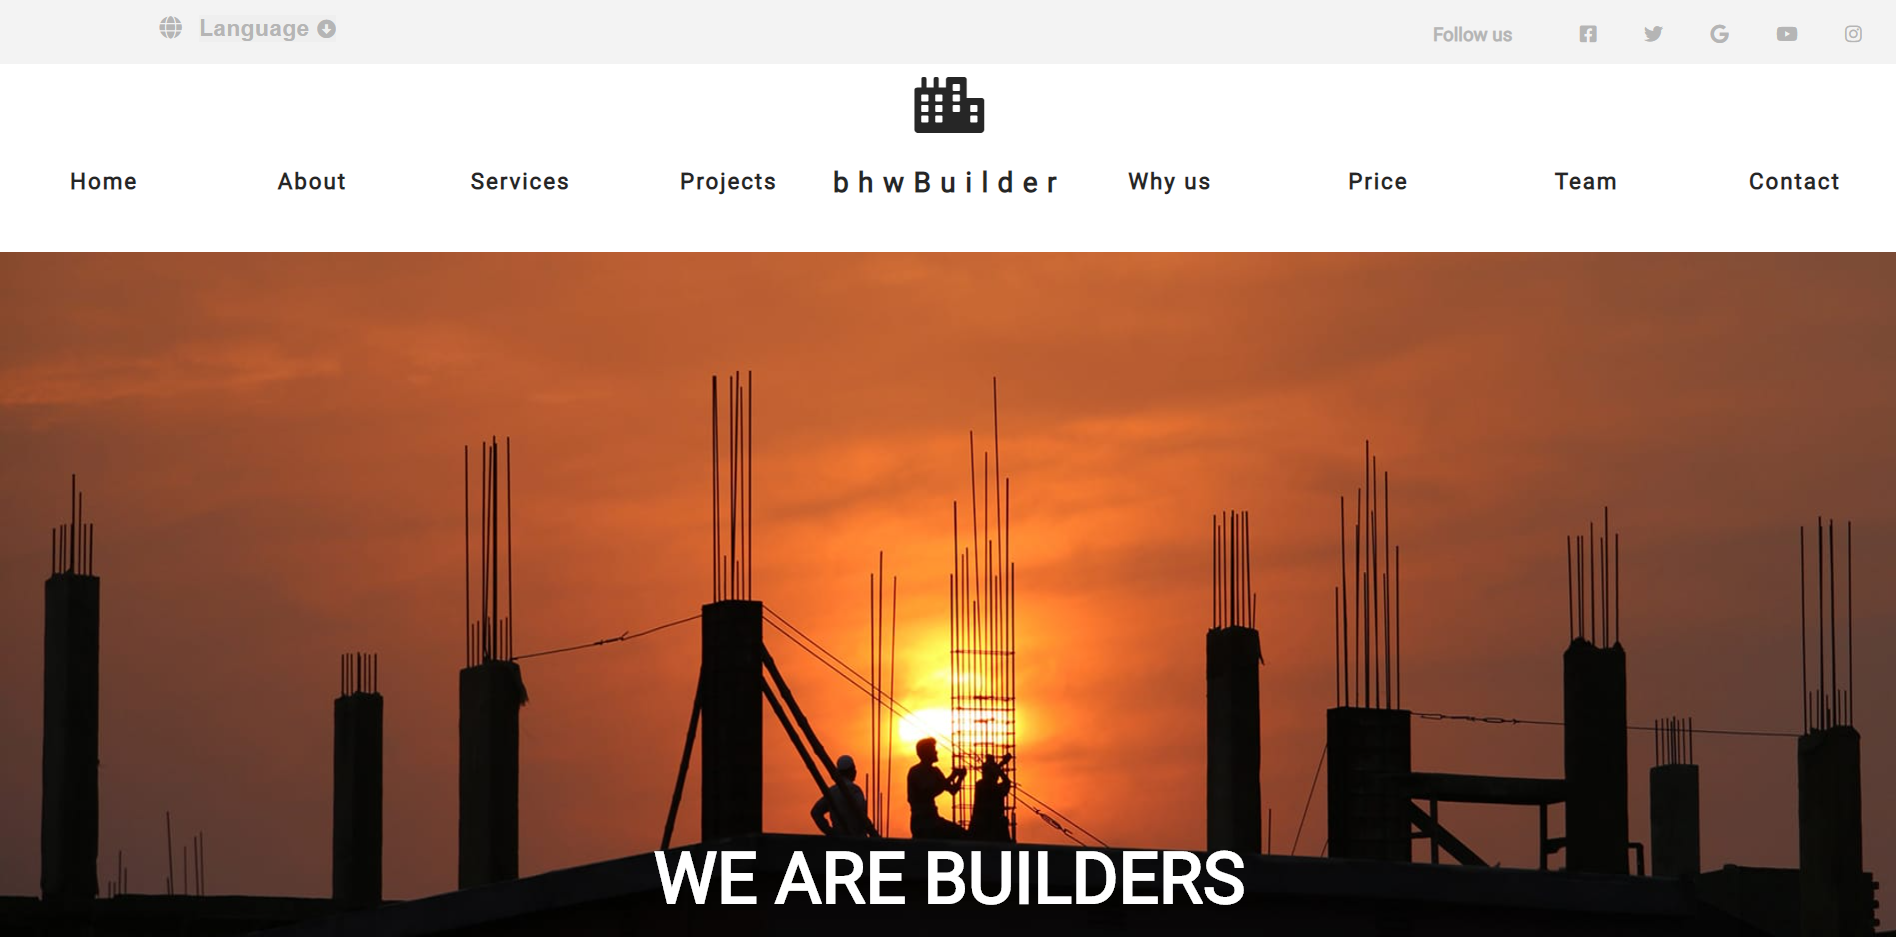 Language
Follow us
Home About Services Projects bhwBuilder Why us Price Team Contact
WE ARE BUILDERS